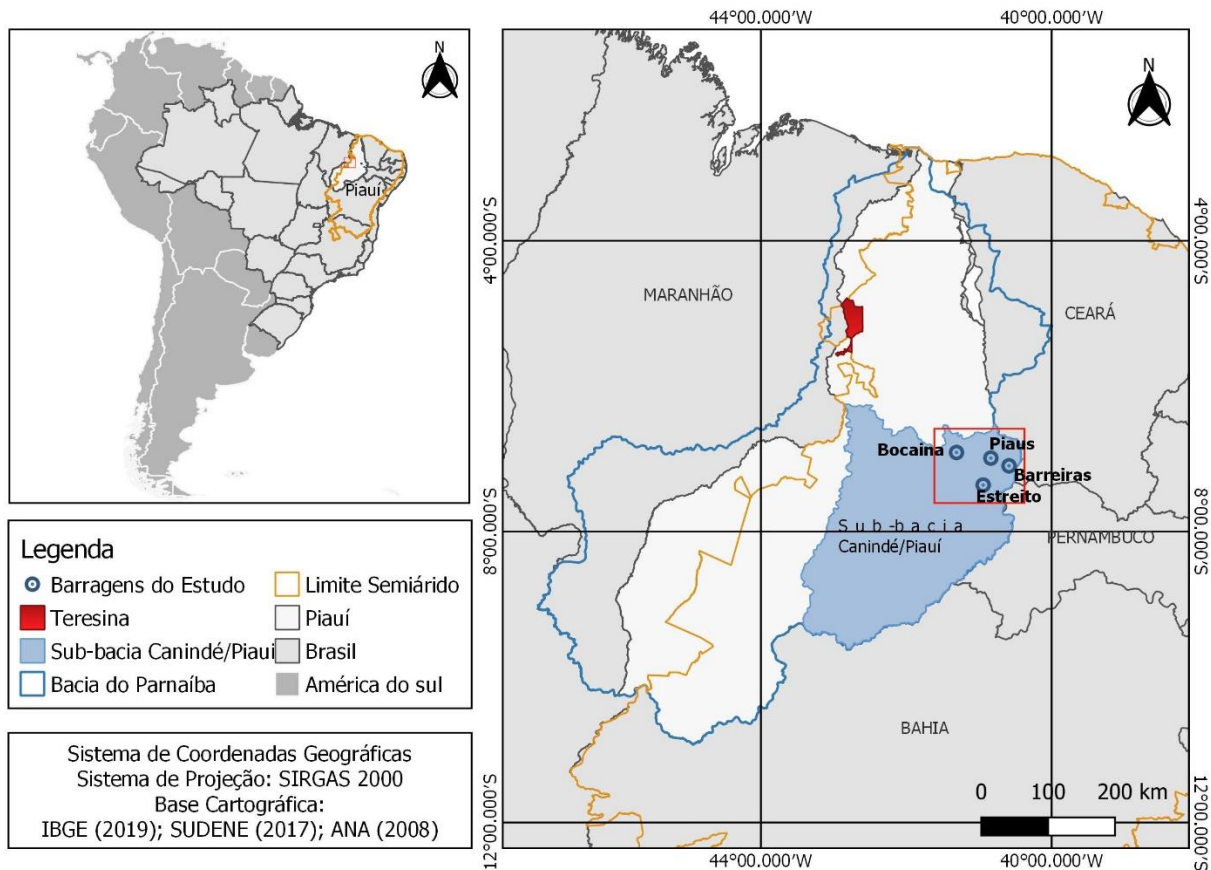 N
Piauí
Legenda
Barragens do Estudo
Limite Semiárido
Teresina
Piauí
Sub-bacia Canindé/Piaui
Brasil
Bacia do Parnaíba
América do sul
Sistema de Coordenadas Geográficas
Sistema de Projeção: SIRGAS 2000
Base Cartográfica:
IBGE (2019); SUDENE (2017); ANA (2008)
44°00.000'W
40°00.000'W
N
4°00.000'S
4°00.000'S
MARANHÃO
CEARÁ
Bocaina
Piaus
Barreiras
Estreito
8°00.000'S
8°00.000'S
Sub-bacia
Canindé/Piauí
PERNAMBUCO
BAHIA
0 100 200 km
12°00.000'S
12°00.000'S
44°00.000'W
40°00.000'W